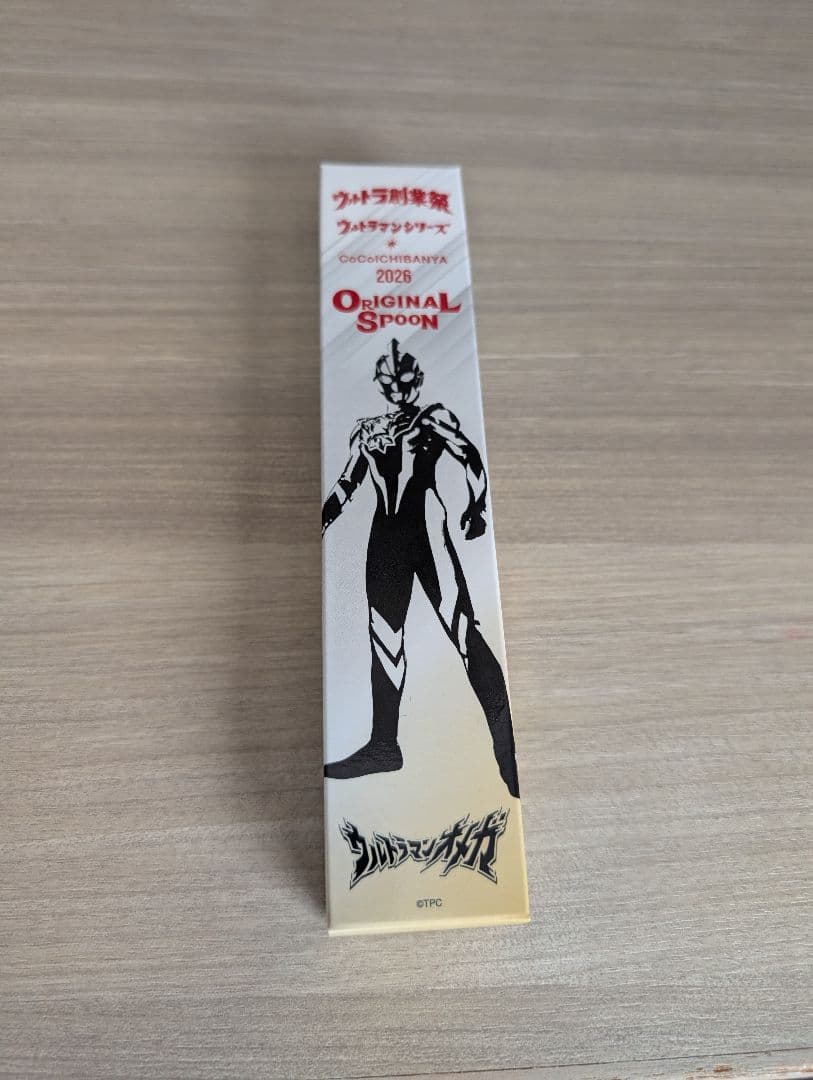 ウルトラ創業祭
ウルトラマンシリーズ
*
CoCoICHIBANYA
2026
ORIGINAL
SPOON
ウルトラマンオメガ
©TPC